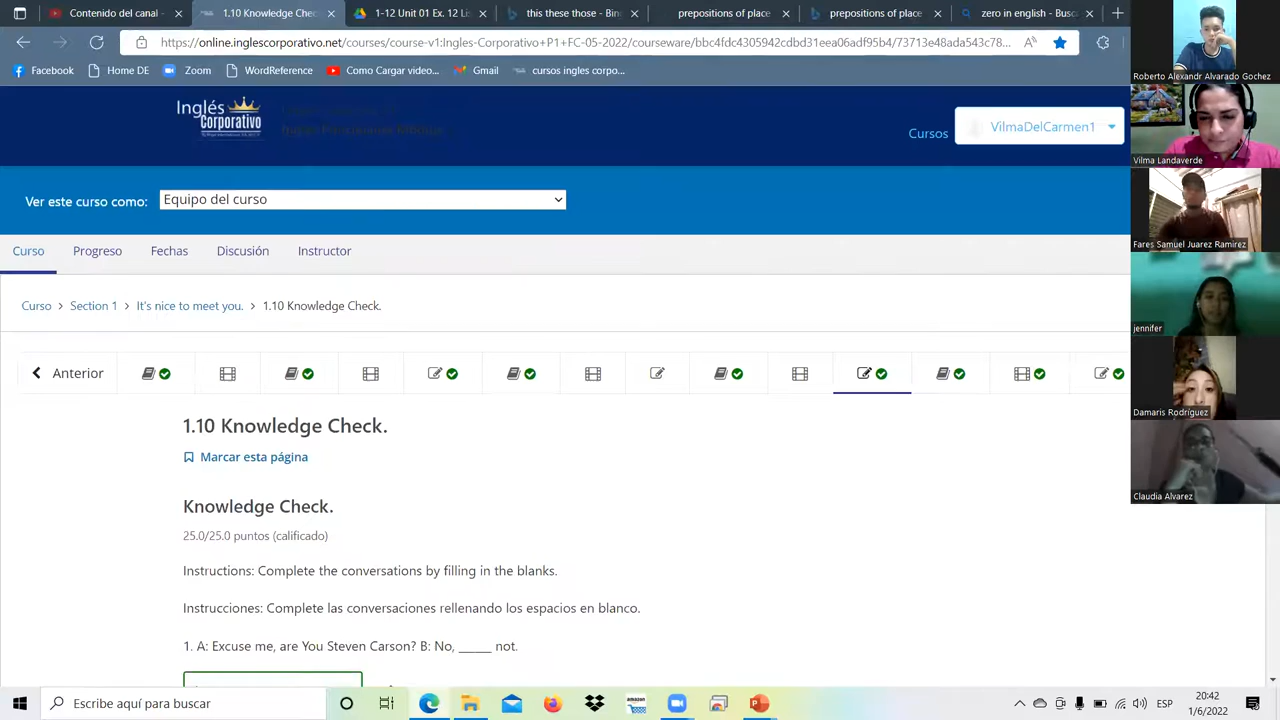 Contenido del canal - Y
1.10 Knowledge Check
1-12 Unit 01 Ex. 12 Lis
this these those - Bing
prepositions of place
prepositions of place
zero in english - Busc
https://online.inglescorporativo.net/courses/course-v1:Ingles-Corporativo+P1+FC-05-2022/courseware/bbc4fdc4305942cdbd31eea06adf95b4/73713e48ada543c78...
Facebook
Home DE
Zoom
WordReference
Como Cargar video...
Gmail
cursos ingles corpo...
Inglés
Corporativo
Cursos
VilmaDelCarmen1
Ver este curso como:
Equipo del curso
Curso
Progreso
Fechas
Discusión
Instructor
Curso > Section 1 > It's nice to meet you. > 1.10 Knowledge Check.
Anterior
1.10 Knowledge Check.
Marcar esta página
Knowledge Check.
25.0/25.0 puntos (calificado)
Instructions: Complete the conversations by filling in the blanks.
Instrucciones: Complete las conversaciones rellenando los espacios en blanco.
1. A: Excuse me, are You Steven Carson? B: No, _____ not.
Roberto Alexandr Alvarado Gochez
Vilma Landaverde
Fares Samuel Juarez Ramirez
jennifer
Damaris Rodríguez
Claudia Alvarez
Escribe aquí para buscar
amazon
ESP
20:42
1/6/2022